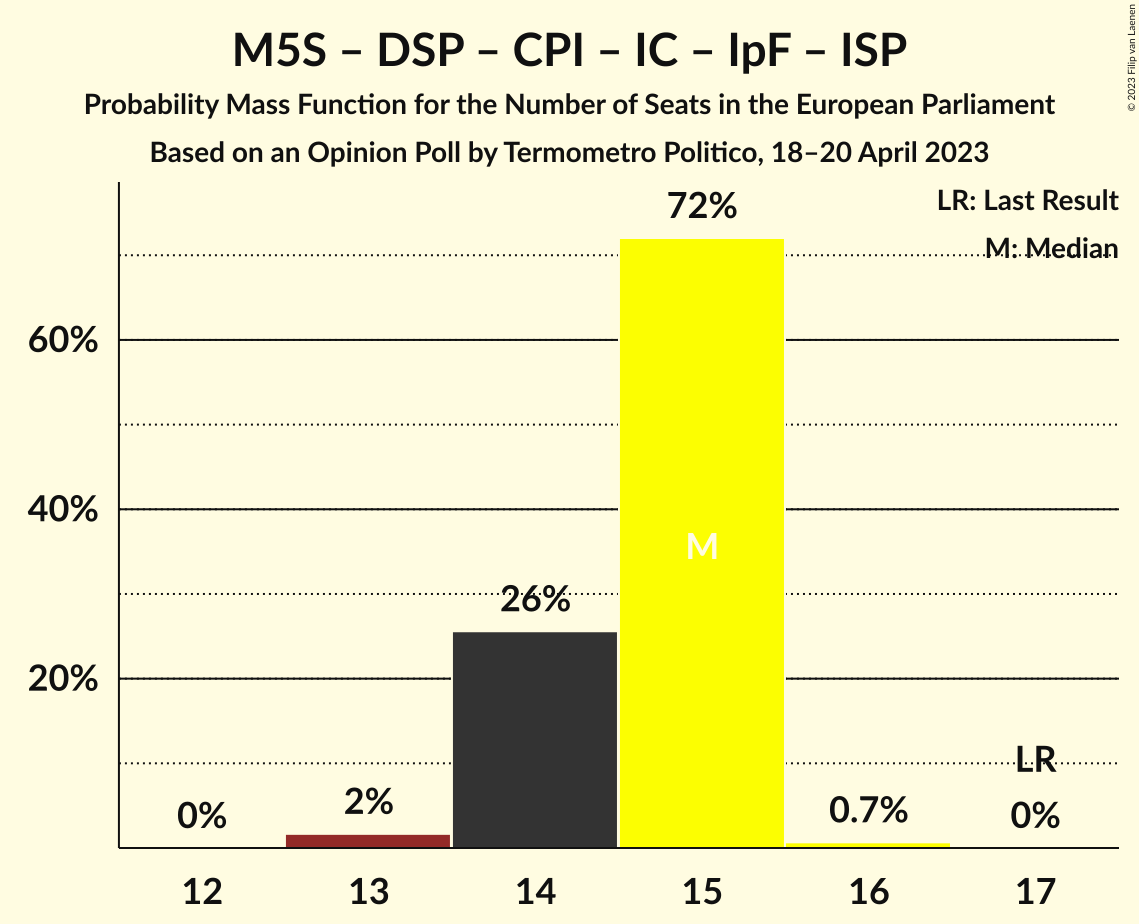 M5S – DSP – CPI – IC – IpF – ISP
Probability Mass Function for the Number of Seats in the European Parliament
Based on an Opinion Poll by Termometro Politico, 18–20 April 2023
© 2023 Filip van Laenen
LR: Last Result
M: Median
72%
60%
40%
M
26%
20%
LR
0%
2%
0.7%
0%
12
13
14
15
16
17